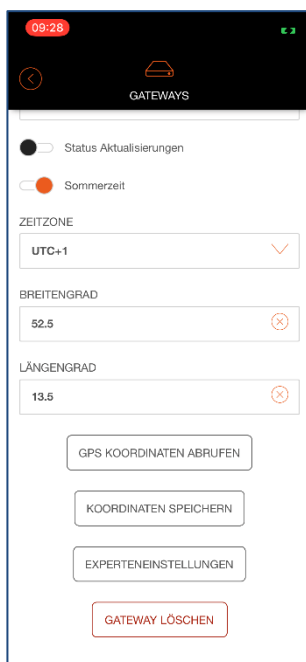 09:28
GATEWAYS
Status Aktualisierungen
Sommerzeit
ZEITZONE
UTC+1
BREITENGRAD
52.5
LÄNGENGRAD
13.5
GPS KOORDINATEN ABRUFEN
KOORDINATEN SPEICHERN
EXPERTENEINSTELLUNGEN
GATEWAY LÖSCHEN